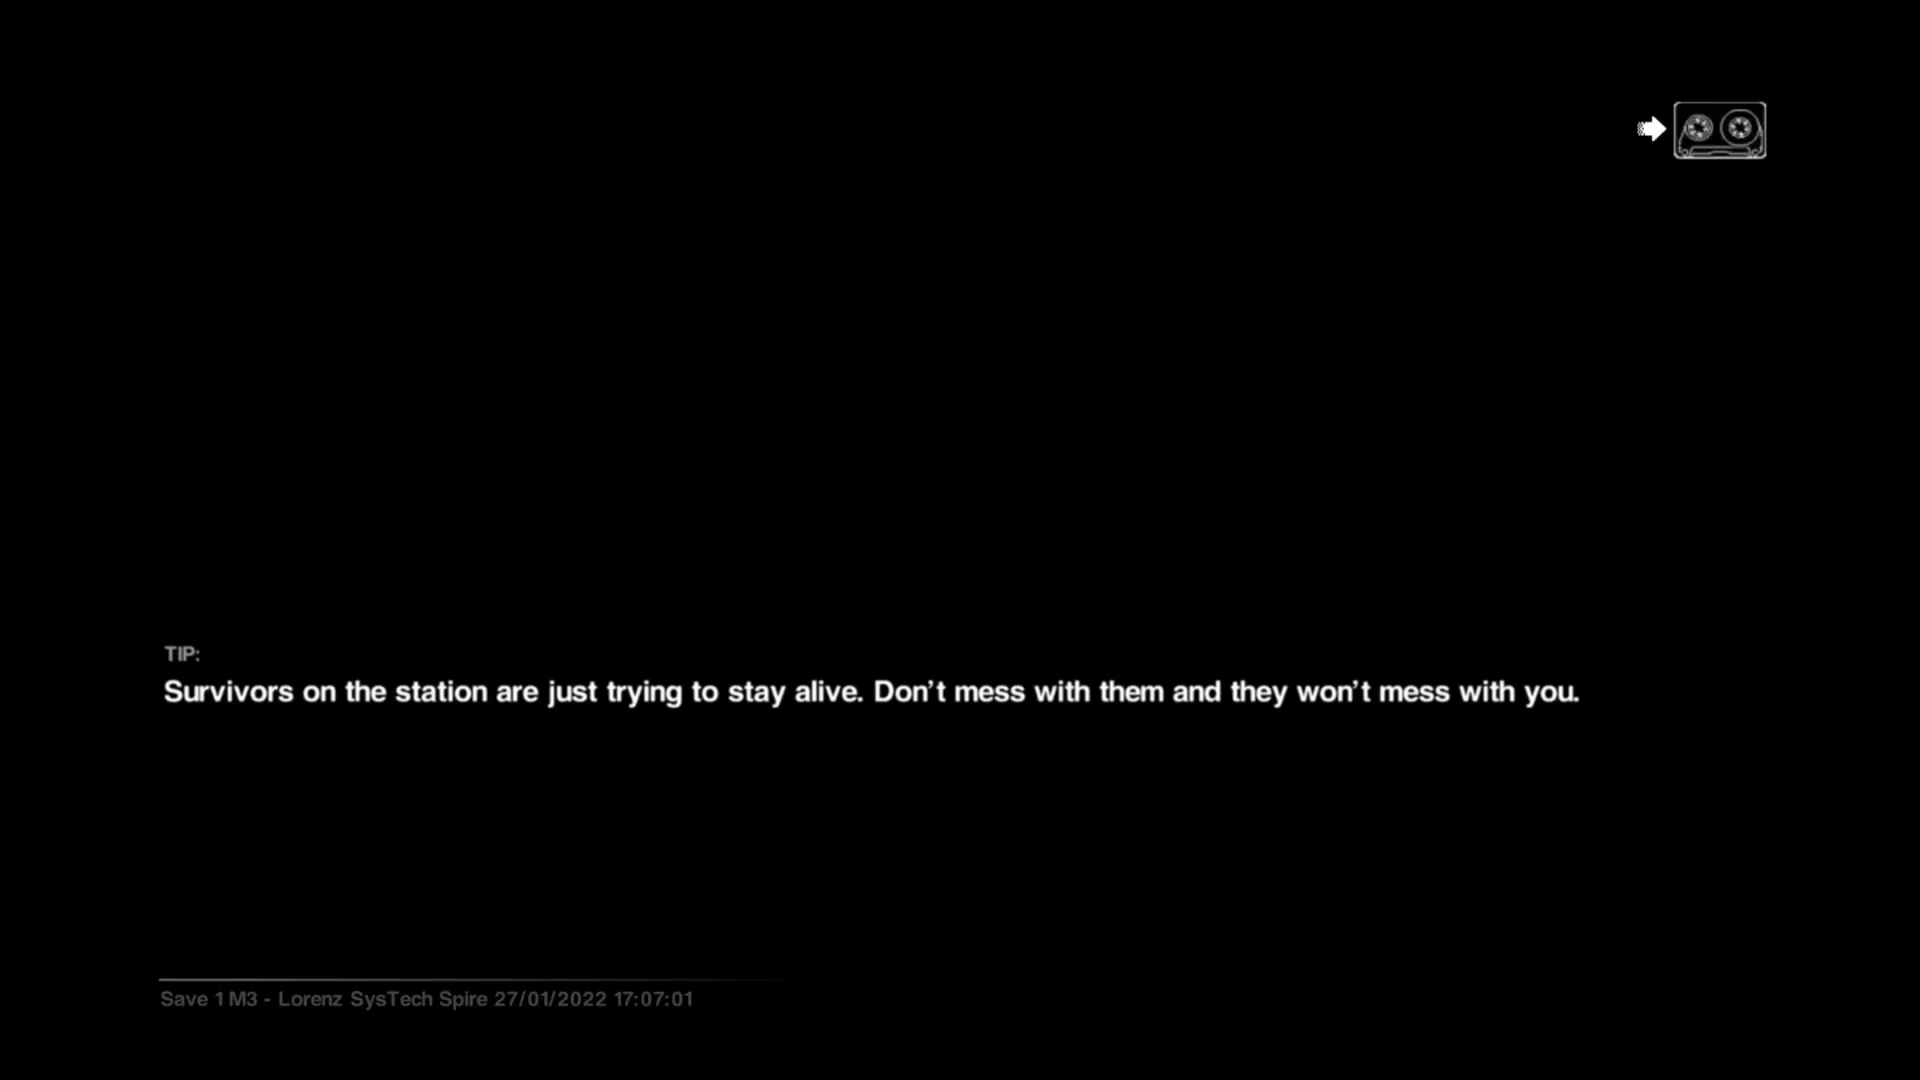 TIP:
Survivors on the station are just trying to stay alive. Don’t mess with them and they won’t mess with you.
Save 1 M3 - Lorenz SysTech Spire 27/01/2022 17:07:01